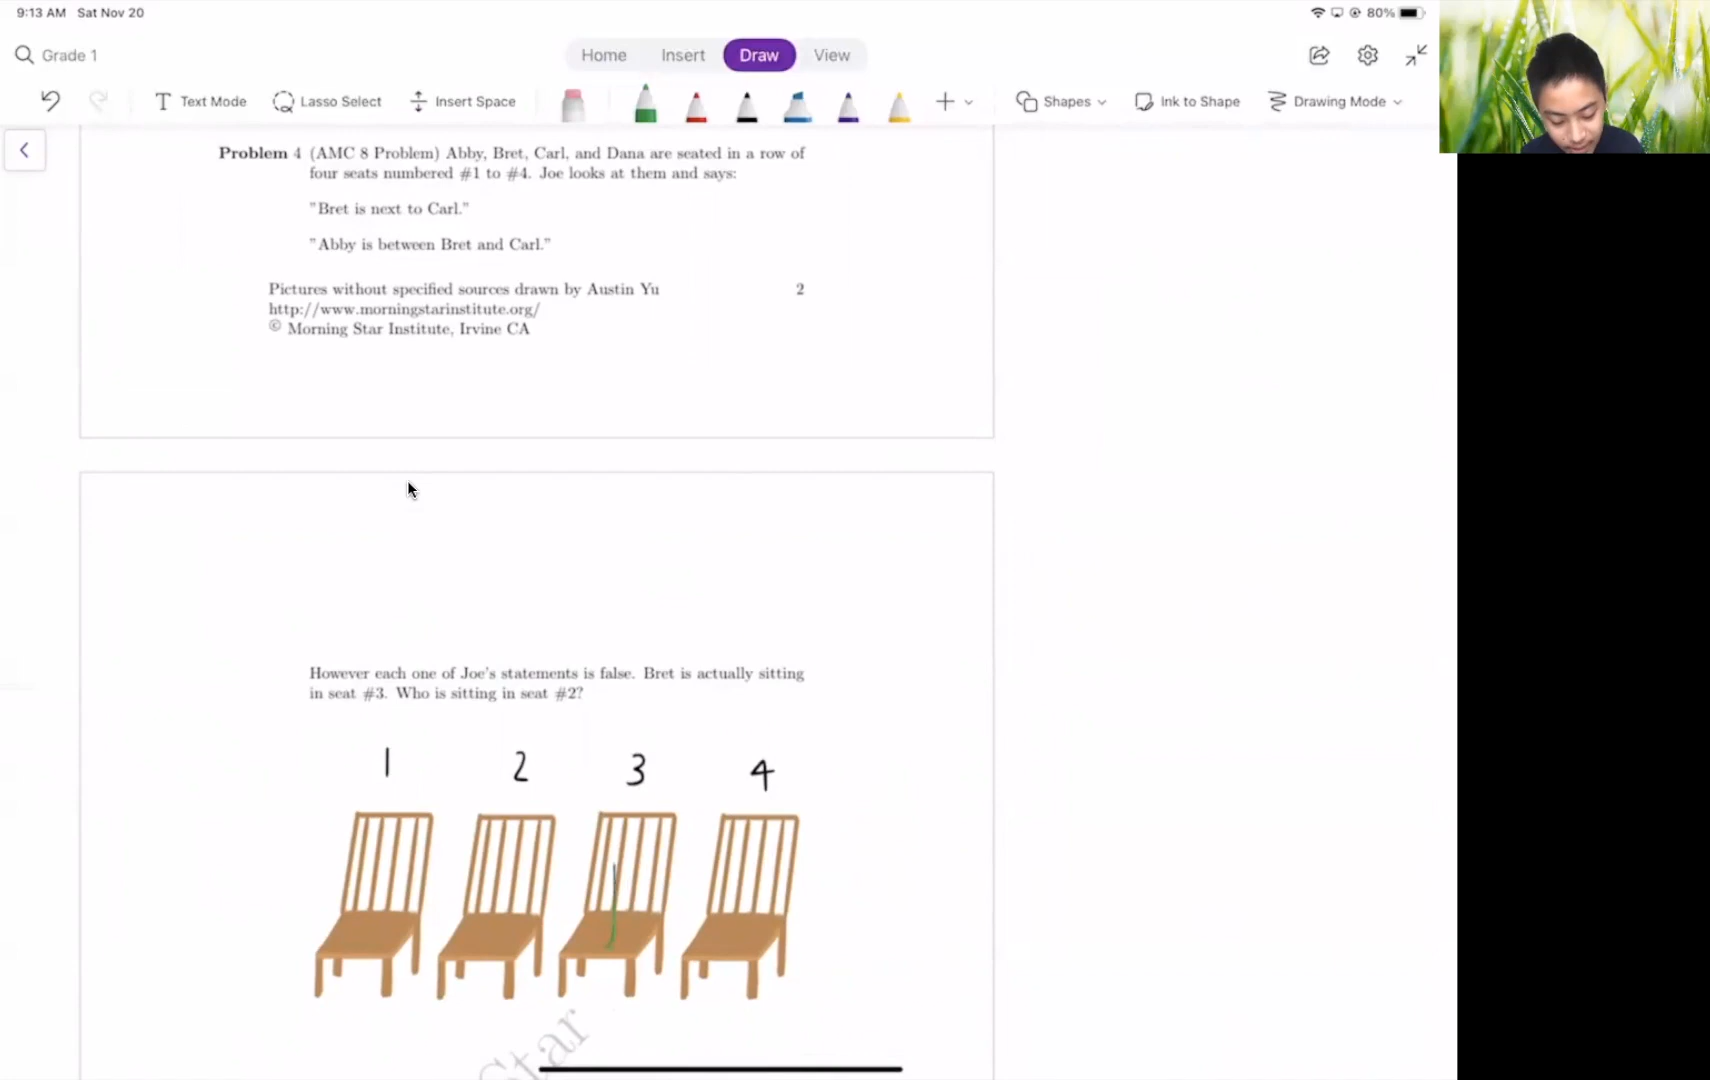 9:13 AM Sat Nov 20
80%
Grade 1
Home Insert Draw View
Text Mode Lasso Select Insert Space Shapes Ink to Shape Drawing Mode
Problem 4 (AMC 8 Problem) Abby, Bret, Carl, and Dana are seated in a row of
four seats numbered #1 to #4. Joe looks at them and says:
"Bret is next to Carl."
"Abby is between Bret and Carl."
Pictures without specified sources drawn by Austin Yu 2
http://www.morningstarinstitute.org/
© Morning Star Institute, Irvine CA
However each one of Joe's statements is false. Bret is actually sitting
in seat #3. Who is sitting in seat #2?
1 2 3 4
Star